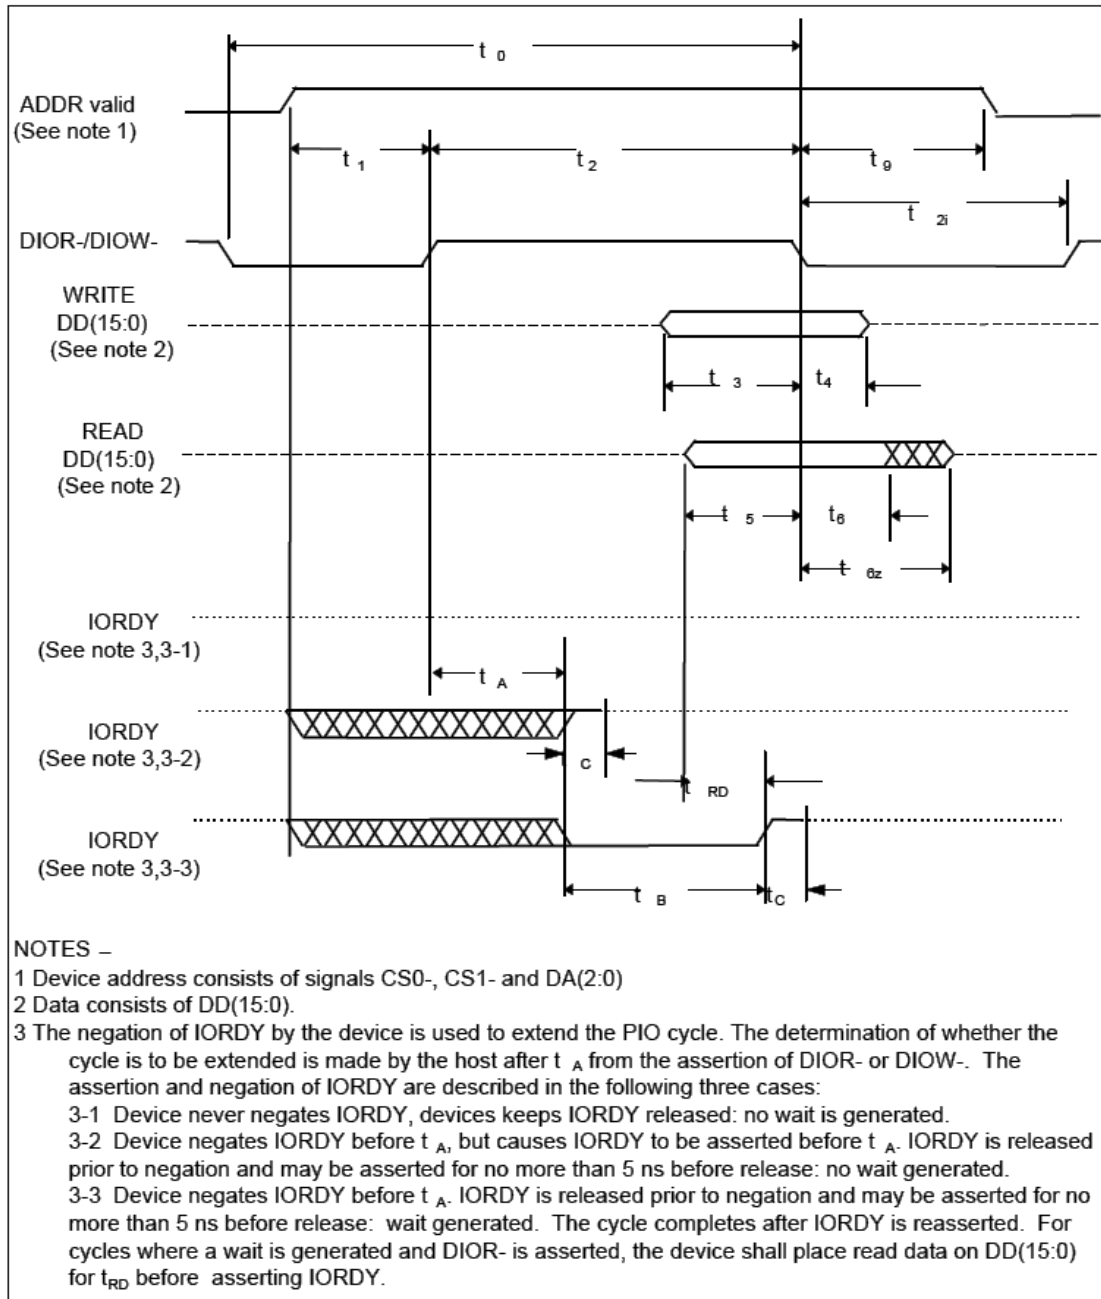 t 0
ADDR valid
(See note 1)
t 1
t 2
t 9
t 2i
DIOR-/DIOW-
WRITE
DD(15:0)
(See note 2)
t 3
t4
READ
DD(15:0)
(See note 2)
t 5
t6
t 6z
IORDY
(See note 3,3-1)
t A
IORDY
(See note 3,3-2)
C
t RD
IORDY
(See note 3,3-3)
t B
tC
NOTES –
1 Device address consists of signals CS0-, CS1- and DA(2:0)
2 Data consists of DD(15:0).
3 The negation of IORDY by the device is used to extend the PIO cycle. The determination of whether the
cycle is to be extended is made by the host after t A from the assertion of DIOR- or DIOW-. The
assertion and negation of IORDY are described in the following three cases:
3-1 Device never negates IORDY, devices keeps IORDY released: no wait is generated.
3-2 Device negates IORDY before t A, but causes IORDY to be asserted before t A. IORDY is released
prior to negation and may be asserted for no more than 5 ns before release: no wait generated.
3-3 Device negates IORDY before t A. IORDY is released prior to negation and may be asserted for no
more than 5 ns before release: wait generated. The cycle completes after IORDY is reasserted. For
cycles where a wait is generated and DIOR- is asserted, the device shall place read data on DD(15:0)
for tRD before asserting IORDY.